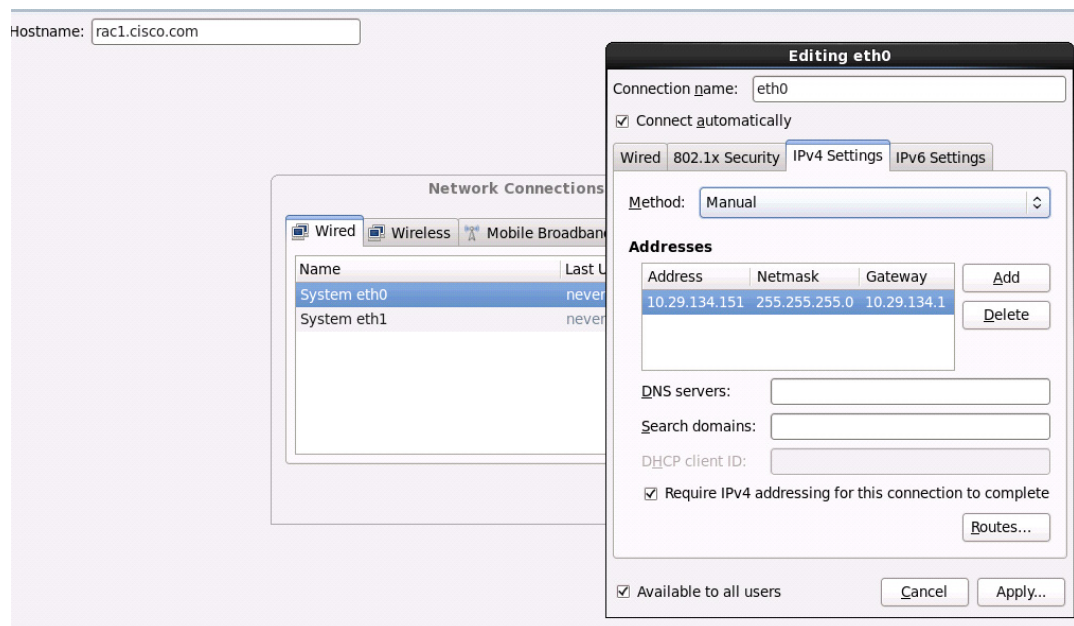 Hostname: rac1.cisco.com
Editing eth0
Connection name: eth0
Connect automatically
Wired 802.1x Security IPv4 Settings IPv6 Settings
Method: Manual
Addresses
Address Netmask Gateway
10.29.134.151 255.255.255.0 10.29.134.1
Add
Delete
DNS servers:
Search domains:
DHCP client ID:
Require IPv4 addressing for this connection to complete
Routes...
Available to all users
Cancel Apply...
Network Connections
Wired Wireless Mobile Broadban
Name Last U
System eth0 never
System eth1 never